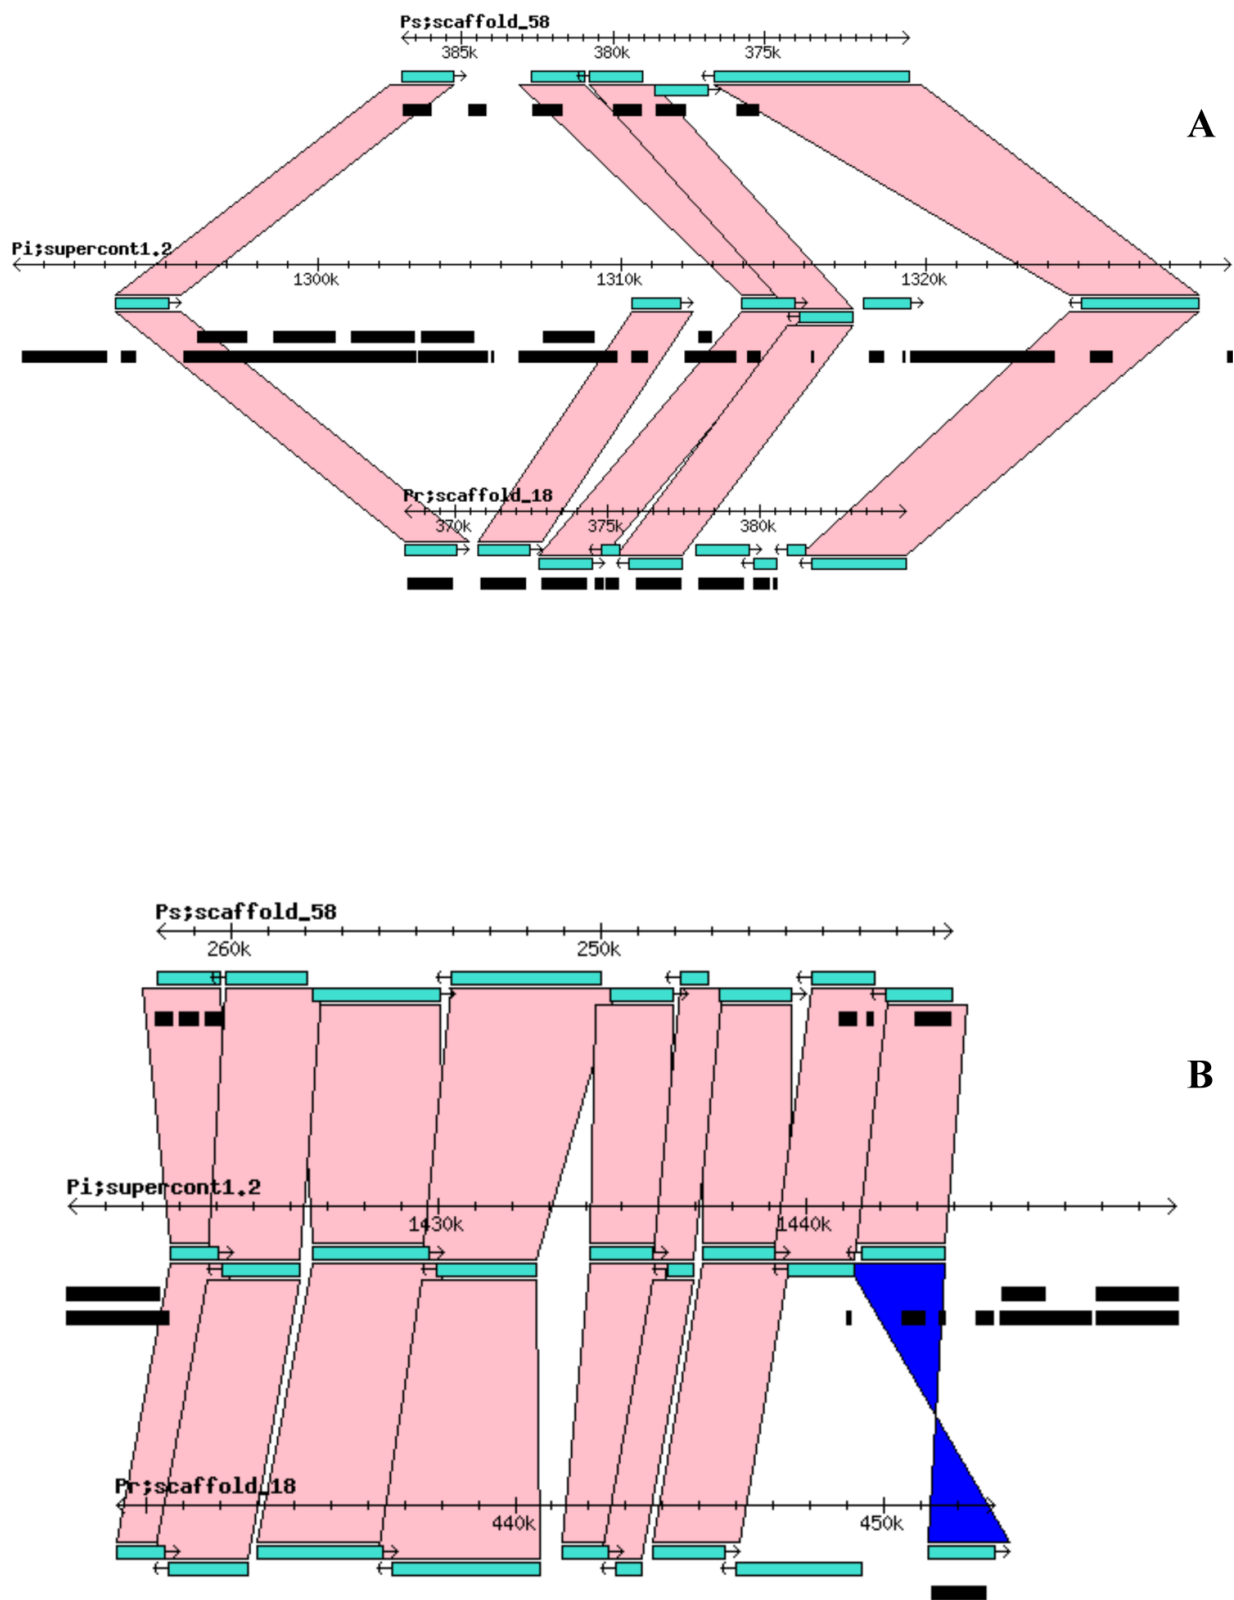 Ps;scaffold_58
385k 380k 375k
A
Pi;supercont1.2
1300k 1310k 1320k
Pr;scaffold_18
370k 375k 380k
Ps;scaffold_58
260k 250k
B
Pi;supercont1.2
1430k 1440k
Pr;scaffold_18
440k 450k